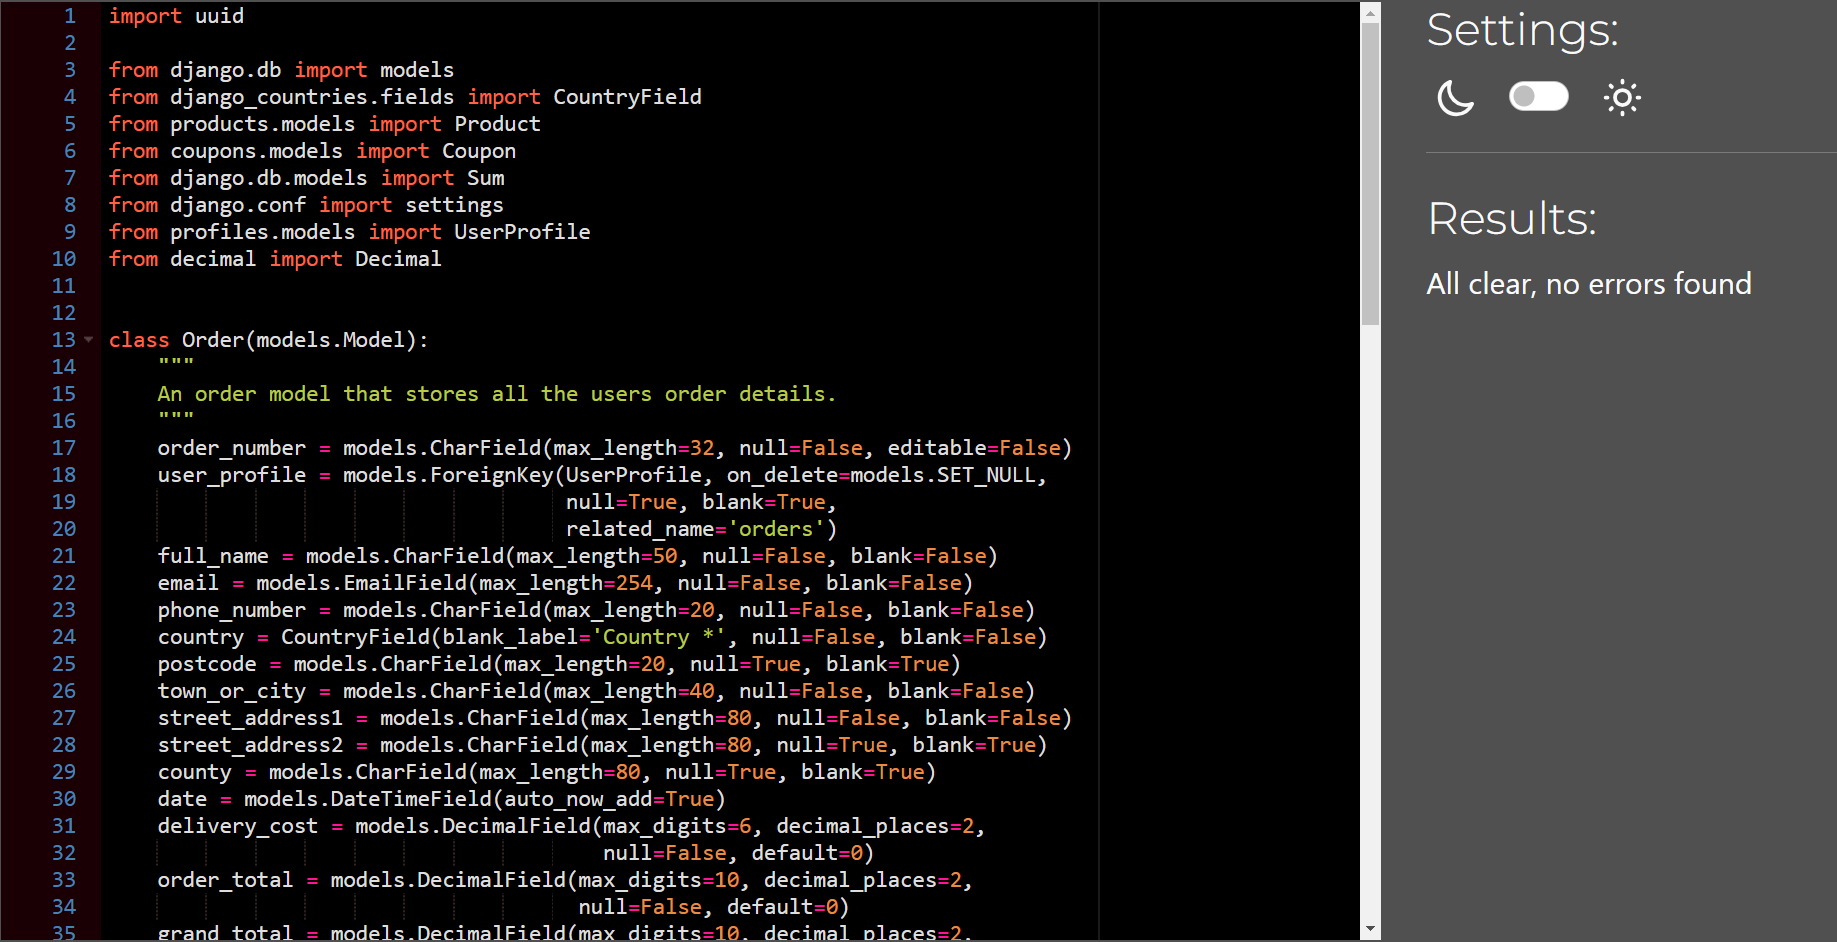 1 import uuid
2
3 from django.db import models
4 from django_countries.fields import CountryField
5 from products.models import Product
6 from coupons.models import Coupon
7 from django.db.models import Sum
8 from django.conf import settings
9 from profiles.models import UserProfile
10 from decimal import Decimal
11
12
13 class Order(models.Model):
14     """
15     An order model that stores all the users order details.
16     """
17     order_number = models.CharField(max_length=32, null=False, editable=False)
18     user_profile = models.ForeignKey(UserProfile, on_delete=models.SET_NULL,
19                                      null=True, blank=True,
20                                      related_name='orders')
21     full_name = models.CharField(max_length=50, null=False, blank=False)
22     email = models.EmailField(max_length=254, null=False, blank=False)
23     phone_number = models.CharField(max_length=20, null=False, blank=False)
24     country = CountryField(blank_label='Country *', null=False, blank=False)
25     postcode = models.CharField(max_length=20, null=True, blank=True)
26     town_or_city = models.CharField(max_length=40, null=False, blank=False)
27     street_address1 = models.CharField(max_length=80, null=False, blank=False)
28     street_address2 = models.CharField(max_length=80, null=True, blank=True)
29     county = models.CharField(max_length=80, null=True, blank=True)
30     date = models.DateTimeField(auto_now_add=True)
31     delivery_cost = models.DecimalField(max_digits=6, decimal_places=2,
32                                         null=False, default=0)
33     order_total = models.DecimalField(max_digits=10, decimal_places=2,
34                                       null=False, default=0)
35     grand_total = models.DecimalField(max_digits=10, decimal_places=2,
Settings:
Results:
All clear, no errors found